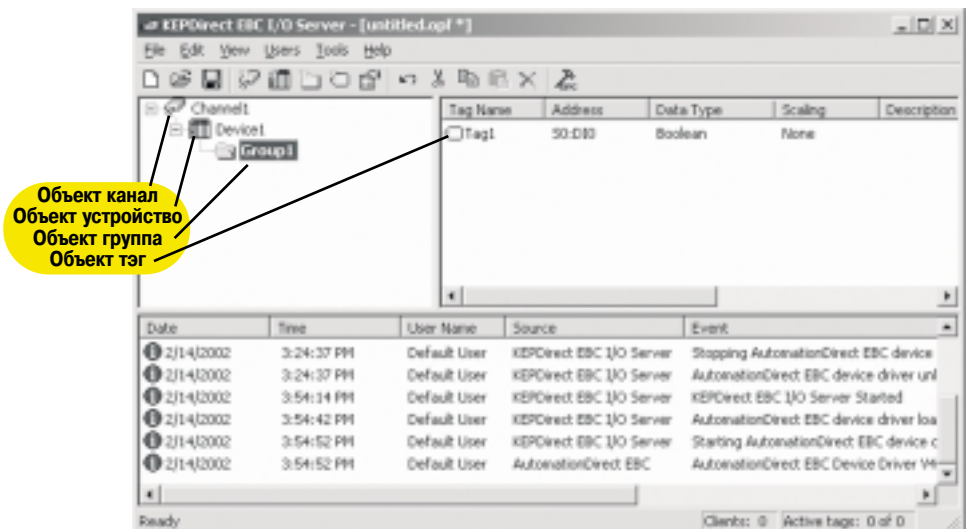 KEPDirect EBC I/O Server - [untitled.opf *]
File Edit View Users Tools Help
Channel1
Device1
Group1
Tag Name Address Data Type Scaling Description
Tag1 S0:DI0 Boolean None
Объект канал
Объект устройство
Объект группа
Объект тэг
Date Time User Name Source Event
2/14/2002 3:24:37 PM Default User KEPDirect EBC I/O Server Stopping AutomationDirect EBC device
2/14/2002 3:24:37 PM Default User KEPDirect EBC I/O Server AutomationDirect EBC device driver unl
2/14/2002 3:54:14 PM Default User KEPDirect EBC I/O Server KEPDirect EBC I/O Server Started
2/14/2002 3:54:42 PM Default User KEPDirect EBC I/O Server AutomationDirect EBC device driver loa
2/14/2002 3:54:52 PM Default User KEPDirect EBC I/O Server Starting AutomationDirect EBC device d
2/14/2002 3:54:52 PM Default User AutomationDirect EBC AutomationDirect EBC Device Driver V4
Ready Clients: 0 Active tags: 0 of 0